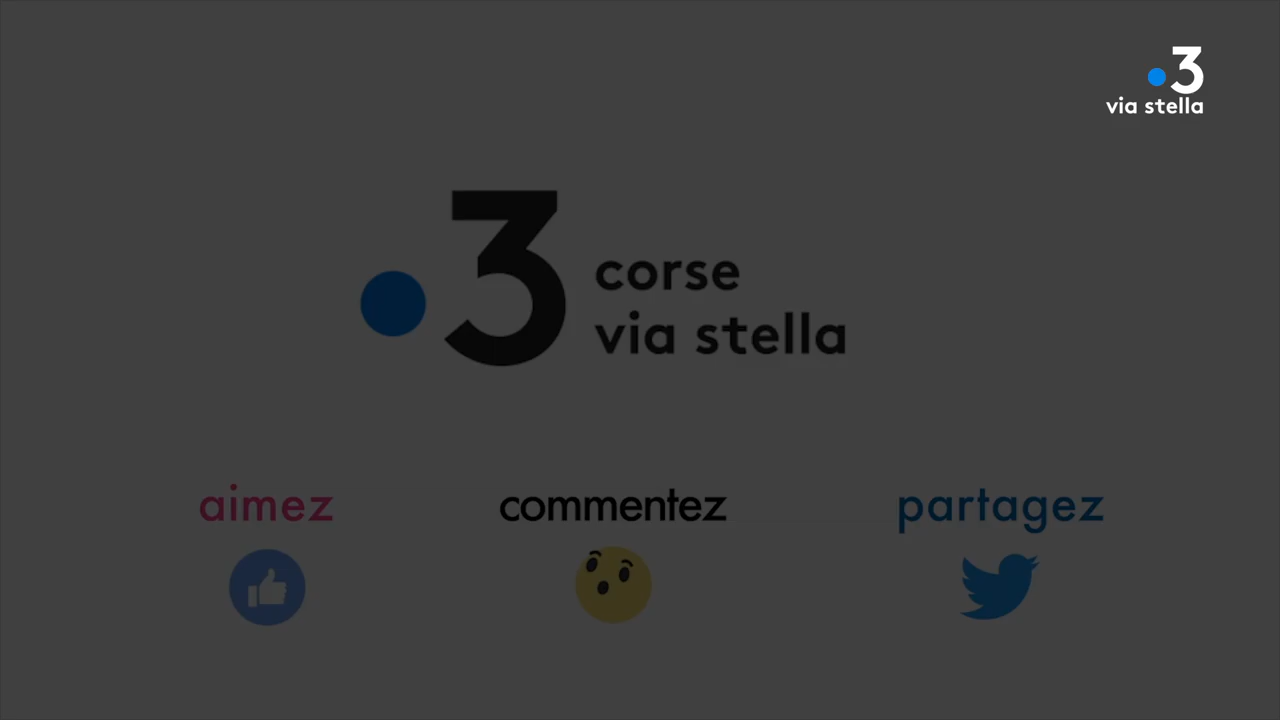 3
via stella
3
corse
via stella
aimez
commentez
partagez